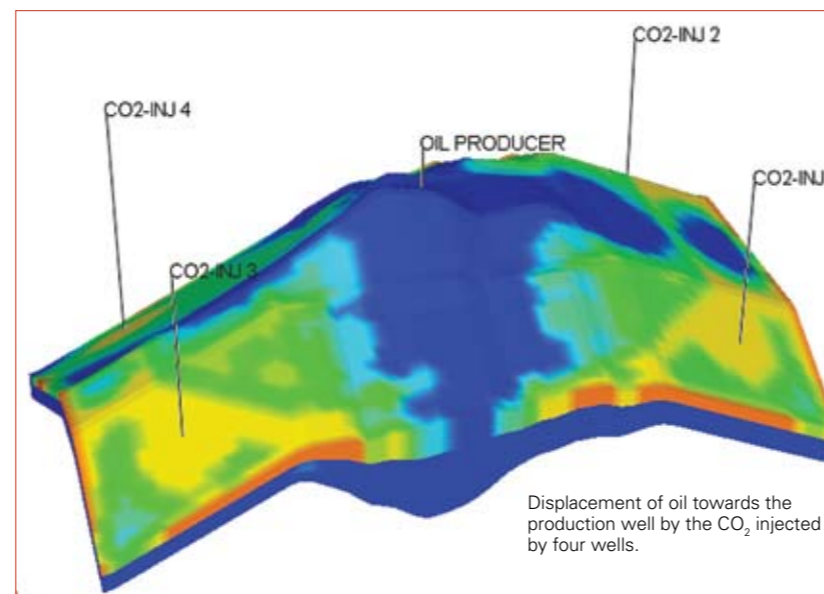 CO2-INJ 2
CO2-INJ 4
OIL PRODUCER
CO2-INJ
CO2-INJ 3
Displacement of oil towards the
production well by the CO₂ injected
by four wells.